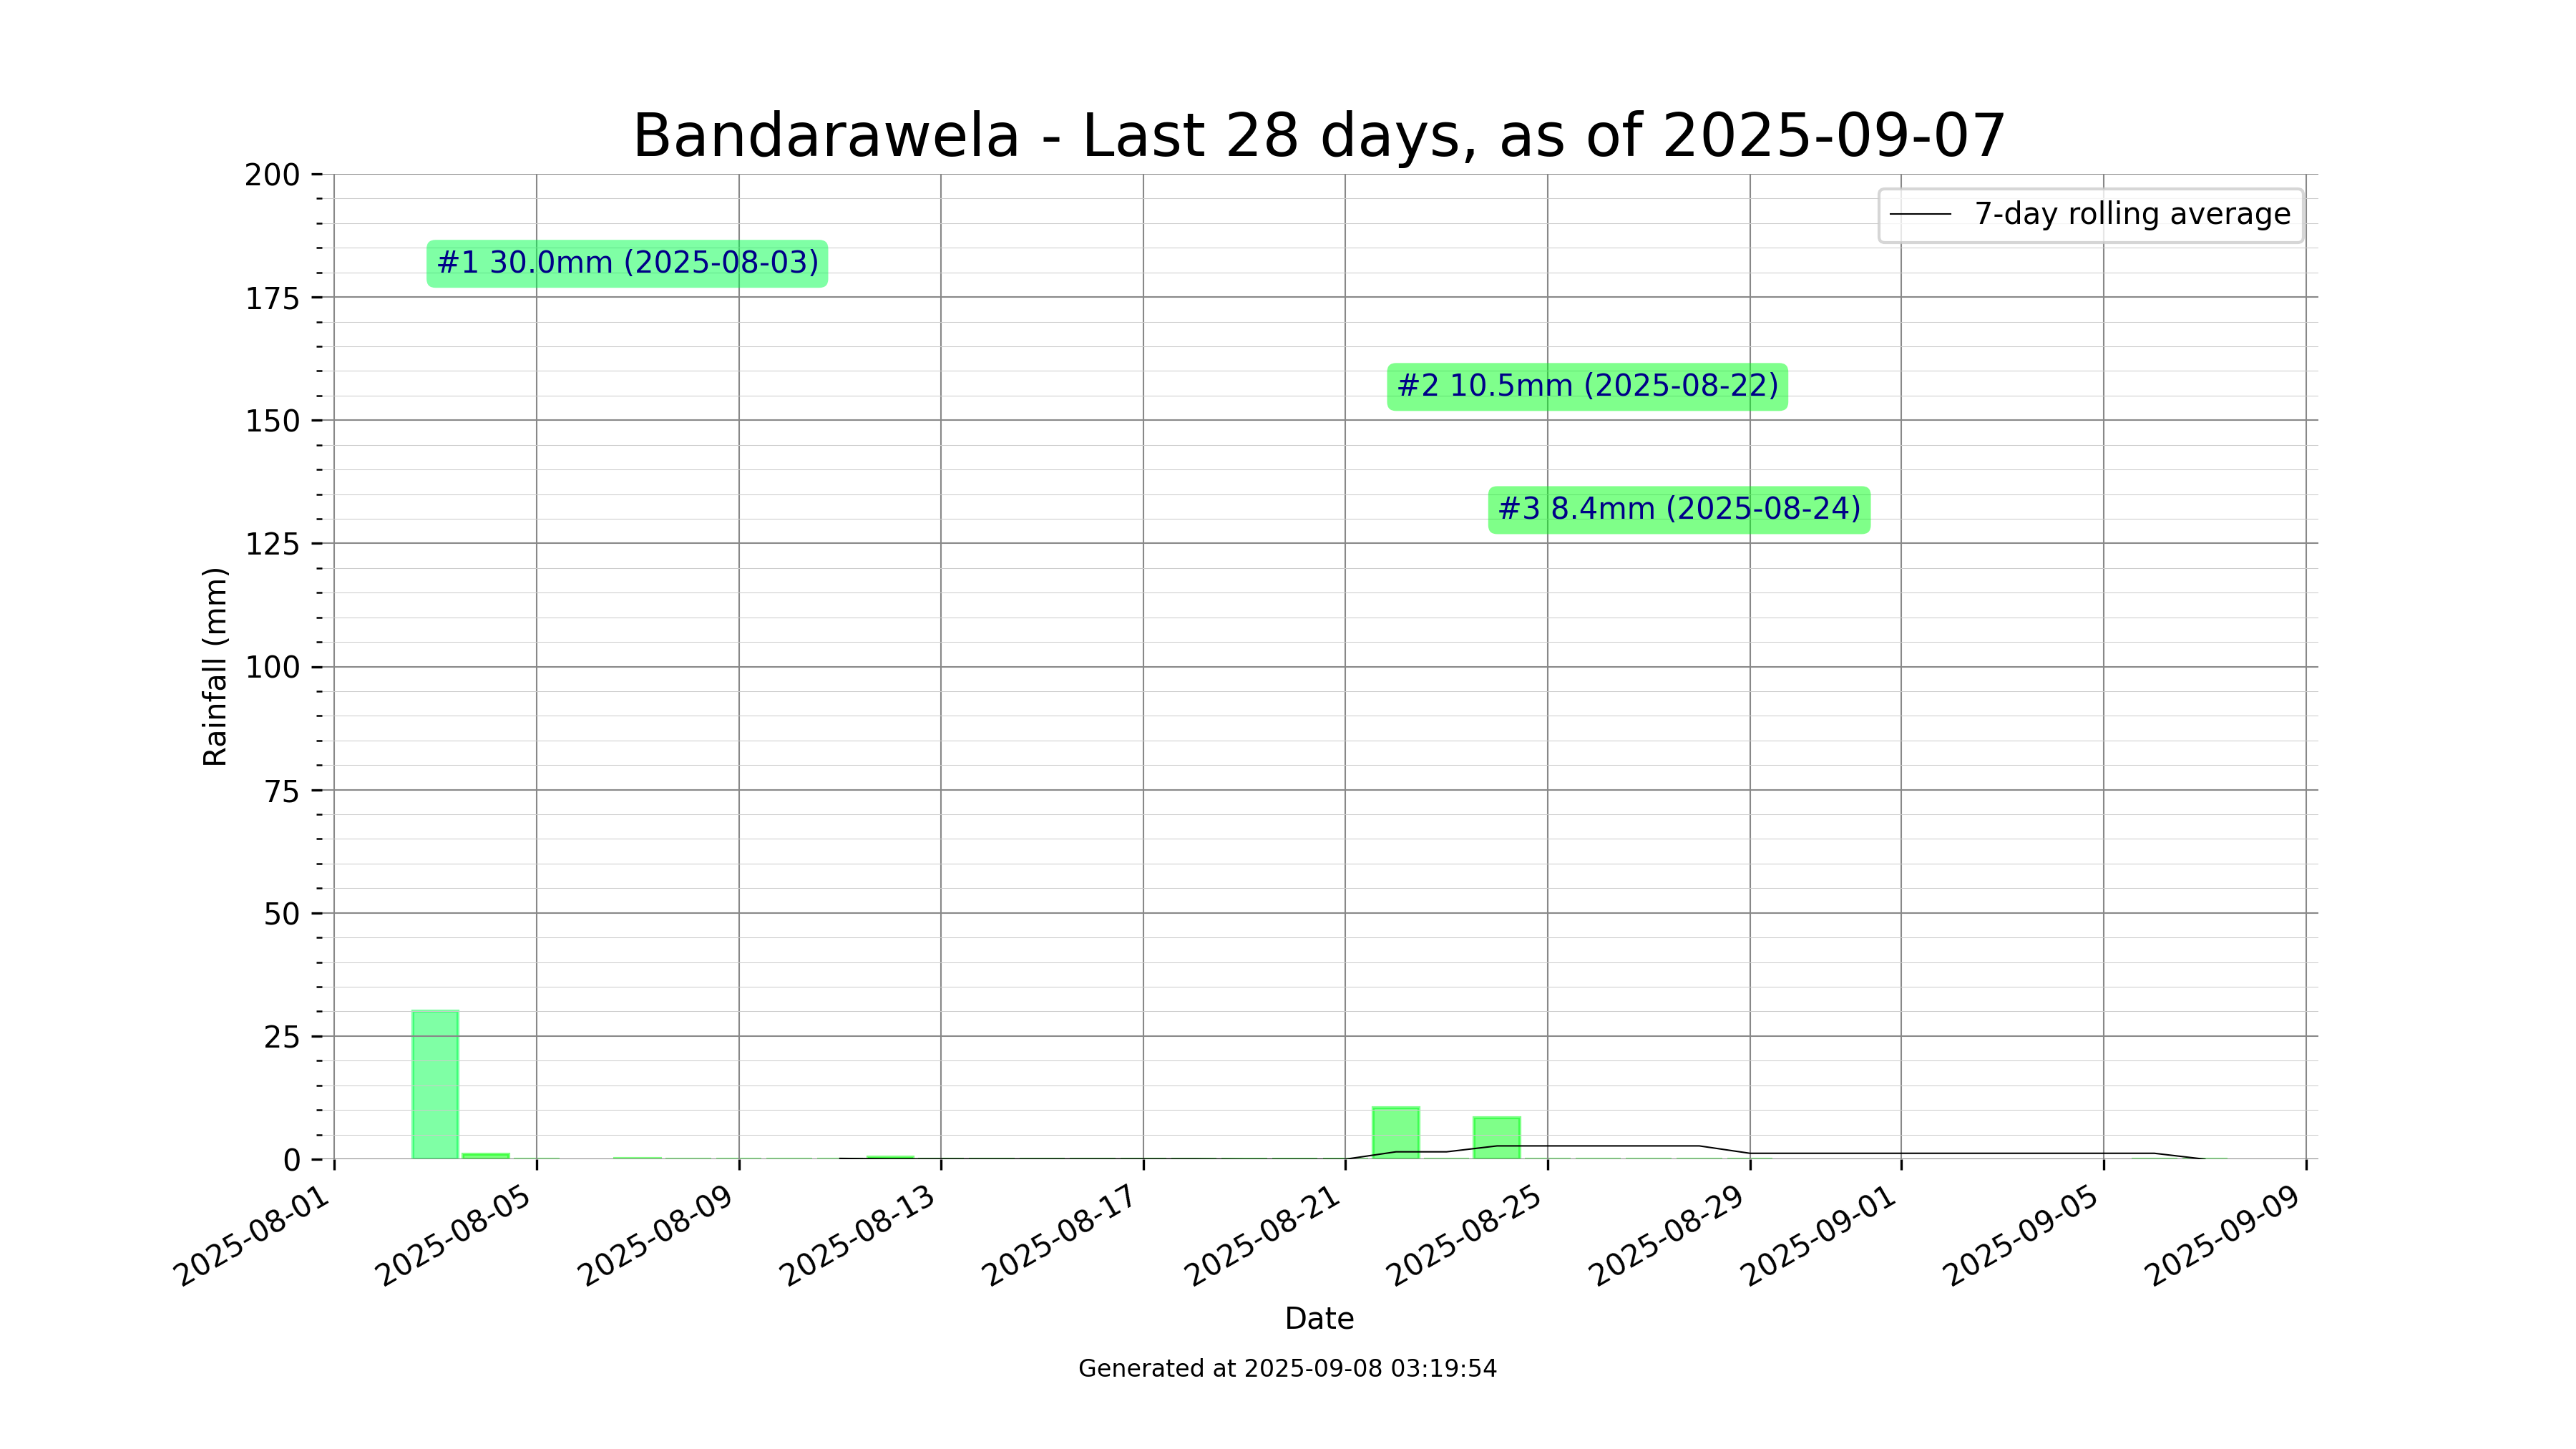 Bandarawela - Last 28 days, as of 2025-09-07
7-day rolling average
#1 30.0mm (2025-08-03)
#2 10.5mm (2025-08-22)
#3 8.4mm (2025-08-24)
Rainfall (mm)
200
175
150
125
100
75
50
25
0
2025-08-01
2025-08-05
2025-08-09
2025-08-13
2025-08-17
2025-08-21
2025-08-25
2025-08-29
2025-09-01
2025-09-05
2025-09-09
Date
Generated at 2025-09-08 03:19:54